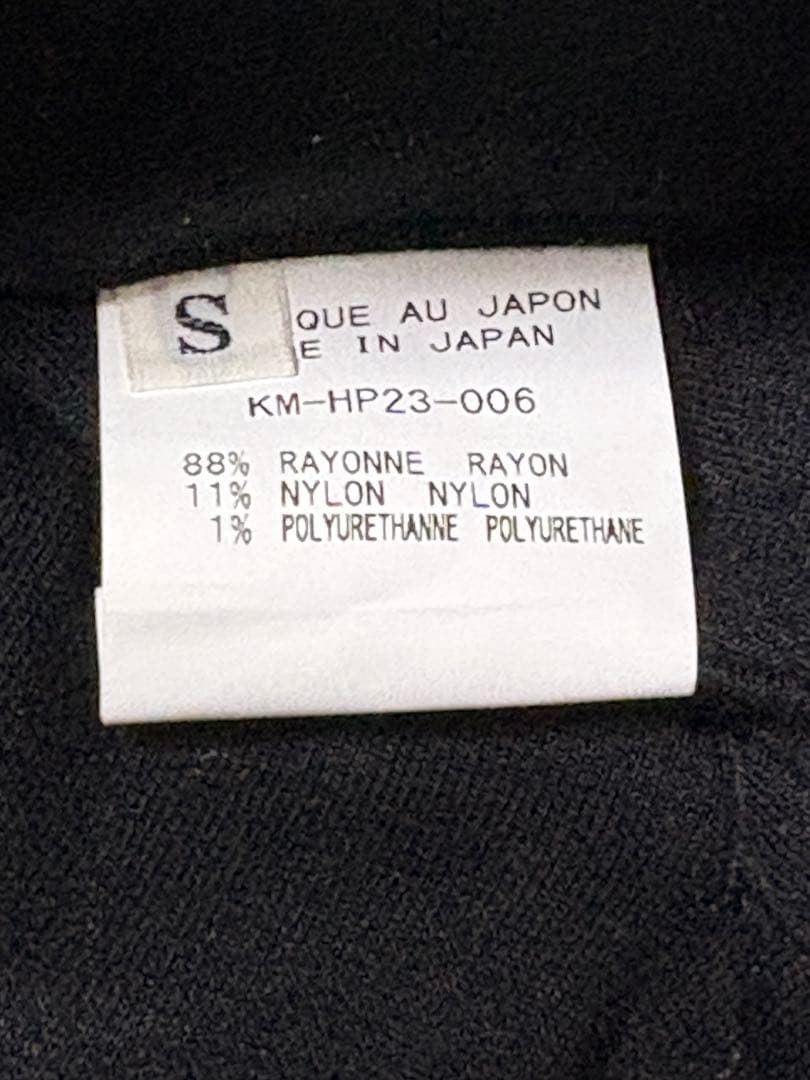 S
QUE AU JAPON
E IN JAPAN
KM-HP23-006
88% RAYONNE RAYON
11% NYLON NYLON
1% POLYURETHANNE POLYURETHANE